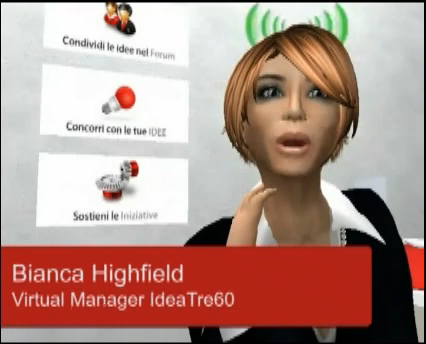 Condividi le idee nel Forum
Concorri con le tue IDEE
Sostieni le Iniziative
Bianca Highfield
Virtual Manager IdeaTre60